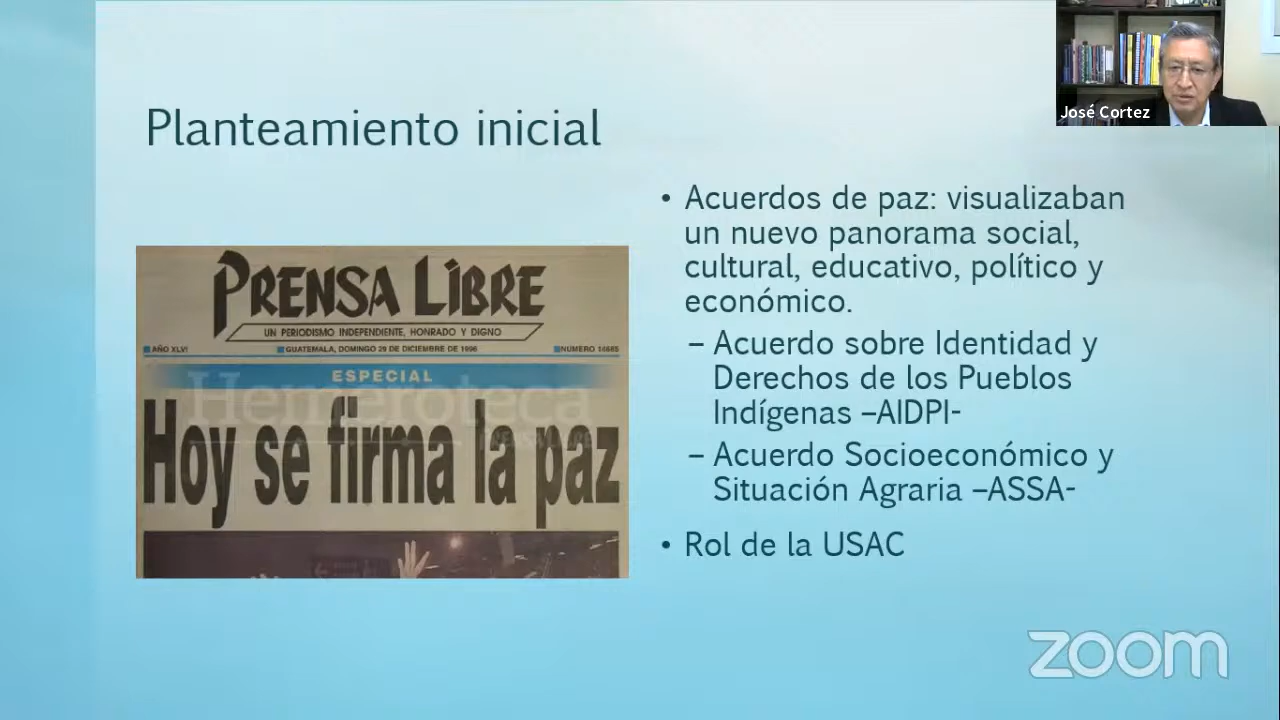 José Cortez
Planteamiento inicial
PRENSA LIBRE
UN PERIODISMO INDEPENDIENTE, HONRADO Y DIGNO
AÑO XLVI
GUATEMALA, DOMINGO 29 DE DICIEMBRE DE 1996
NUMERO 14685
ESPECIAL
Hemeroteca
PRENSA LIBRE
Hoy se firma la paz
• Acuerdos de paz: visualizaban
un nuevo panorama social,
cultural, educativo, político y
económico.
– Acuerdo sobre Identidad y
Derechos de los Pueblos
Indígenas –AIDPI-
– Acuerdo Socioeconómico y
Situación Agraria –ASSA-
• Rol de la USAC
zoom